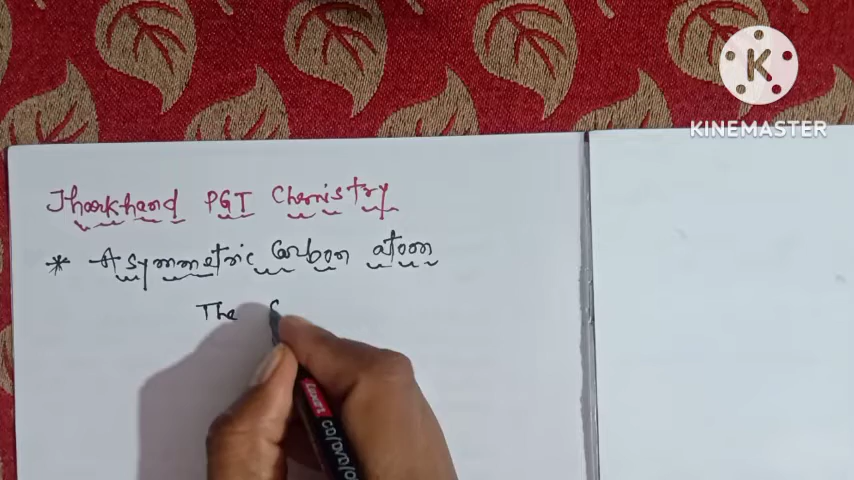 Jharkhand PGT Chemistry
* Asymmetric Carbon atom
The
K
KINEMASTER